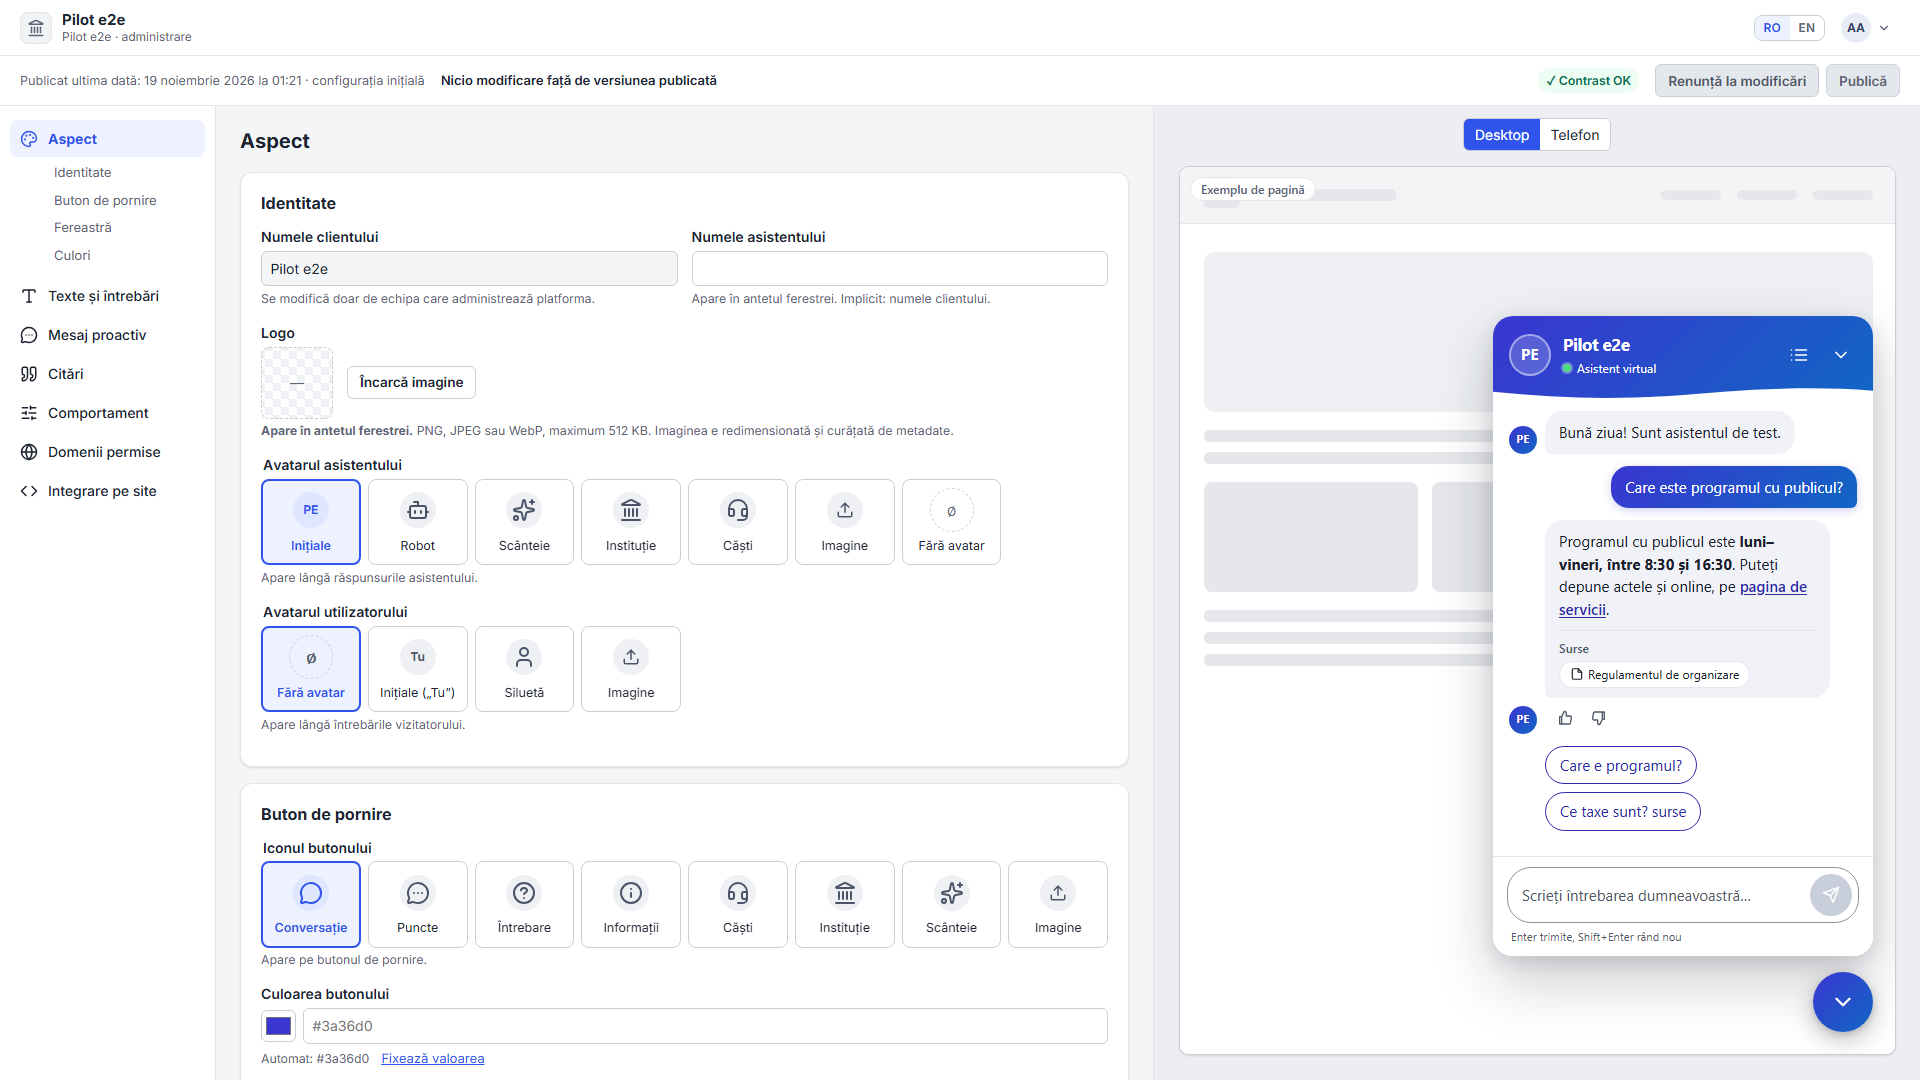 Pilot e2e
Pilot e2e · administrare
RO EN
AA
Publicat ultima dată: 19 noiembrie 2026 la 01:21 · configurația inițială
Nicio modificare față de versiunea publicată
✓ Contrast OK
Renunță la modificări
Publică
Aspect
Identitate
Buton de pornire
Fereastră
Culori
Texte și întrebări
Mesaj proactiv
Citări
Comportament
Domenii permise
Integrare pe site
Aspect
Identitate
Numele clientului
Pilot e2e
Se modifică doar de echipa care administrează platforma.
Numele asistentului
Apare în antetul ferestrei. Implicit: numele clientului.
Logo
—
Încarcă imagine
Apare în antetul ferestrei. PNG, JPEG sau WebP, maximum 512 KB. Imaginea e redimensionată și curățată de metadate.
Avatarul asistentului
PE
Inițiale
Robot
Scânteie
Instituție
Căști
Imagine
ø
Fără avatar
Apare lângă răspunsurile asistentului.
Avatarul utilizatorului
ø
Fără avatar
Tu
Inițiale („Tu”)
Siluetă
Imagine
Apare lângă întrebările vizitatorului.
Buton de pornire
Iconul butonului
Conversație
Puncte
Întrebare
Informații
Căști
Instituție
Scânteie
Imagine
Apare pe butonul de pornire.
Culoarea butonului
#3a36d0
Automat: #3a36d0 Fixează valoarea
Desktop
Telefon
Exemplu de pagină
PE
Pilot e2e
Asistent virtual
PE
Bună ziua! Sunt asistentul de test.
Care este programul cu publicul?
Programul cu publicul este luni–
vineri, între 8:30 și 16:30. Puteți
depune actele și online, pe pagina de
servicii.
Surse
Regulamentul de organizare
PE
Care e programul?
Ce taxe sunt? surse
Scrieți întrebarea dumneavoastră...
Enter trimite, Shift+Enter rând nou